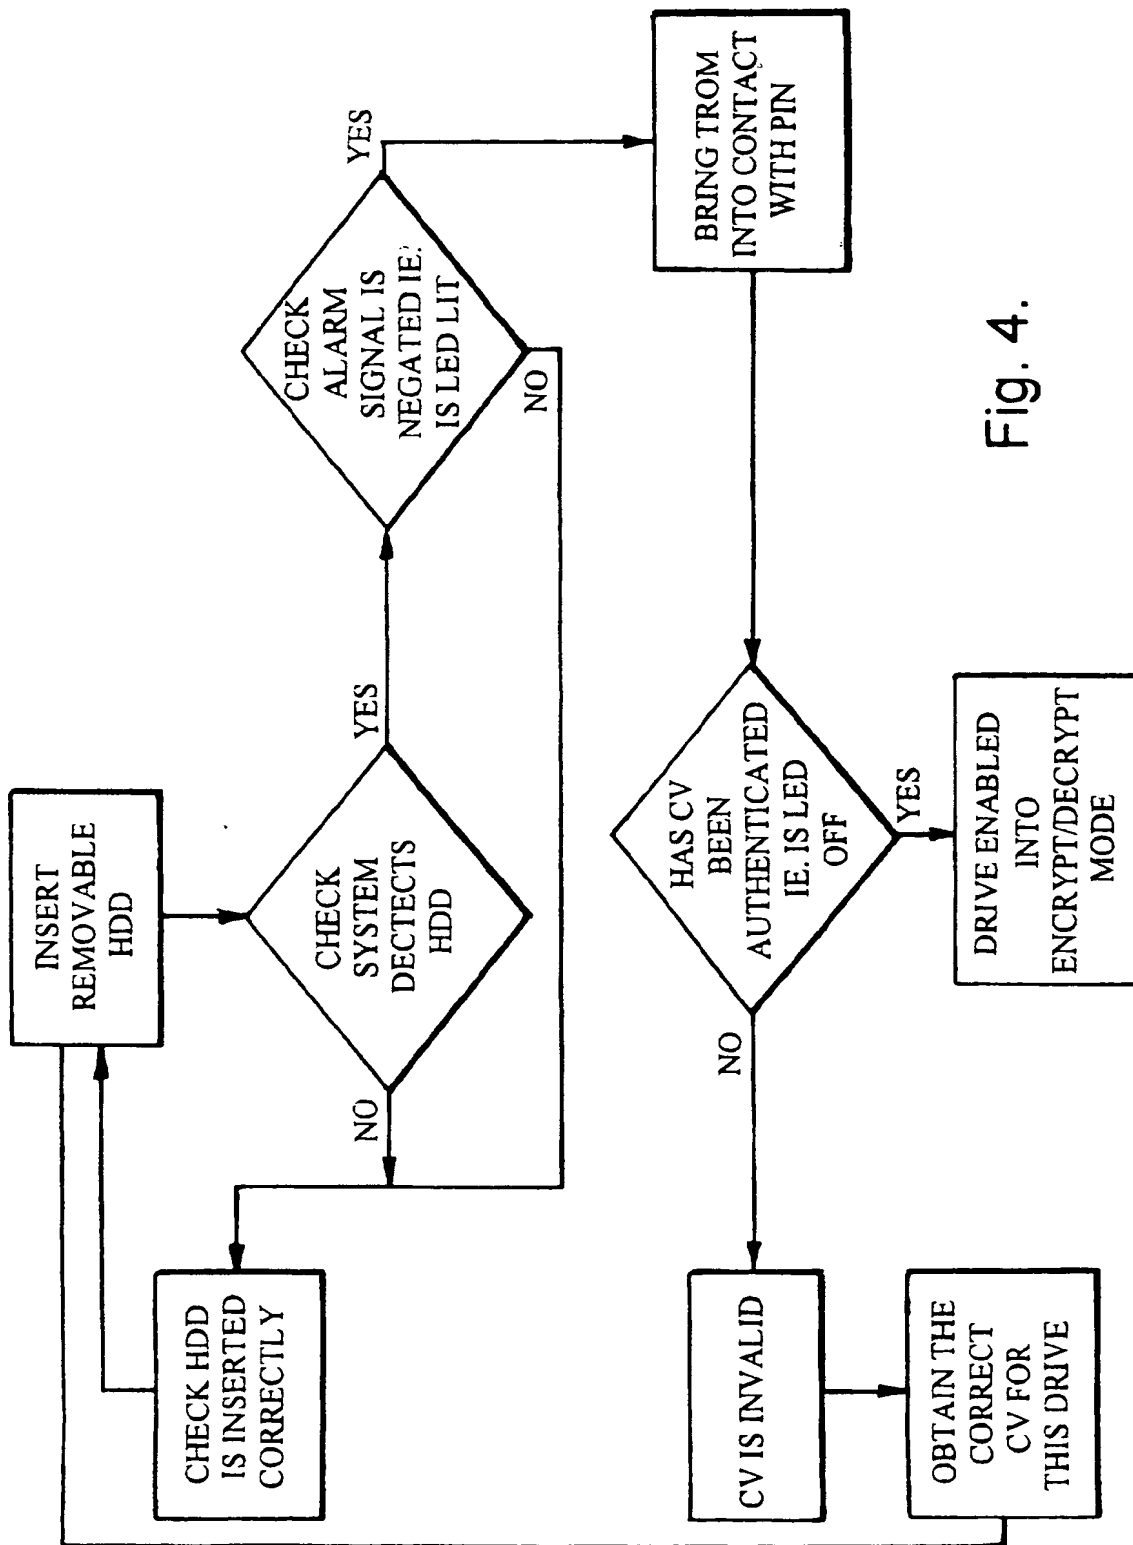 INSERT
REMOVABLE
HDD
CHECK
SYSTEM
DECTECTS
HDD
YES
NO
CHECK HDD
IS INSERTED
CORRECTLY
CHECK
ALARM
SIGNAL IS
NEGATED IE.
IS LED LIT
YES
NO
BRING TROM
INTO CONTACT
WITH PIN
HAS CV
BEEN
AUTHENTICATED
IE. IS LED
OFF
YES
NO
DRIVE ENABLED
INTO
ENCRYPT/DECRYPT
MODE
CV IS INVALID
OBTAIN THE
CORRECT
CV FOR
THIS DRIVE
Fig. 4.